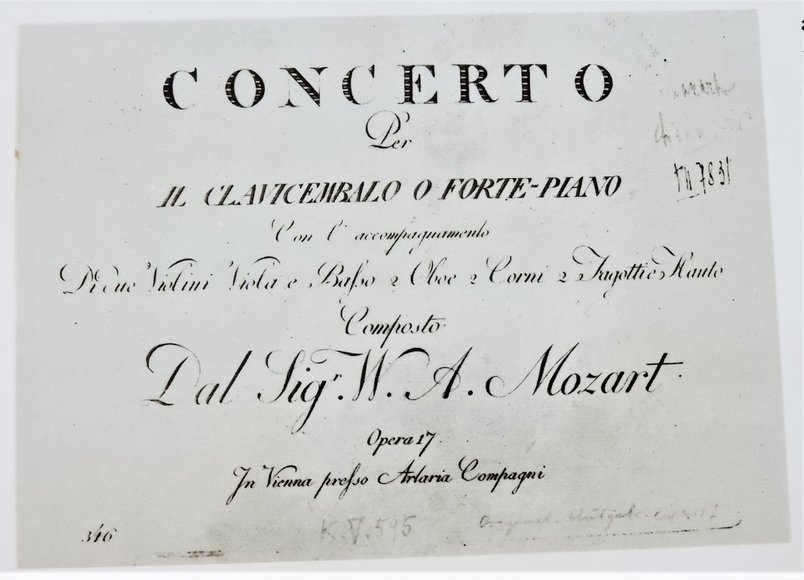 CONCERTO
Per
IL CLAVICEMBALO O FORTE-PIANO
Con l' accompagnamento
Di due Violini Viola e Basso 2 Oboe 2 Corni 2 Fagotti e Flauto
Composto
Dal Sigr. W. A. Mozart.
Opera 17.
In Vienna presso Artaria Compagni
346
K.V. 595